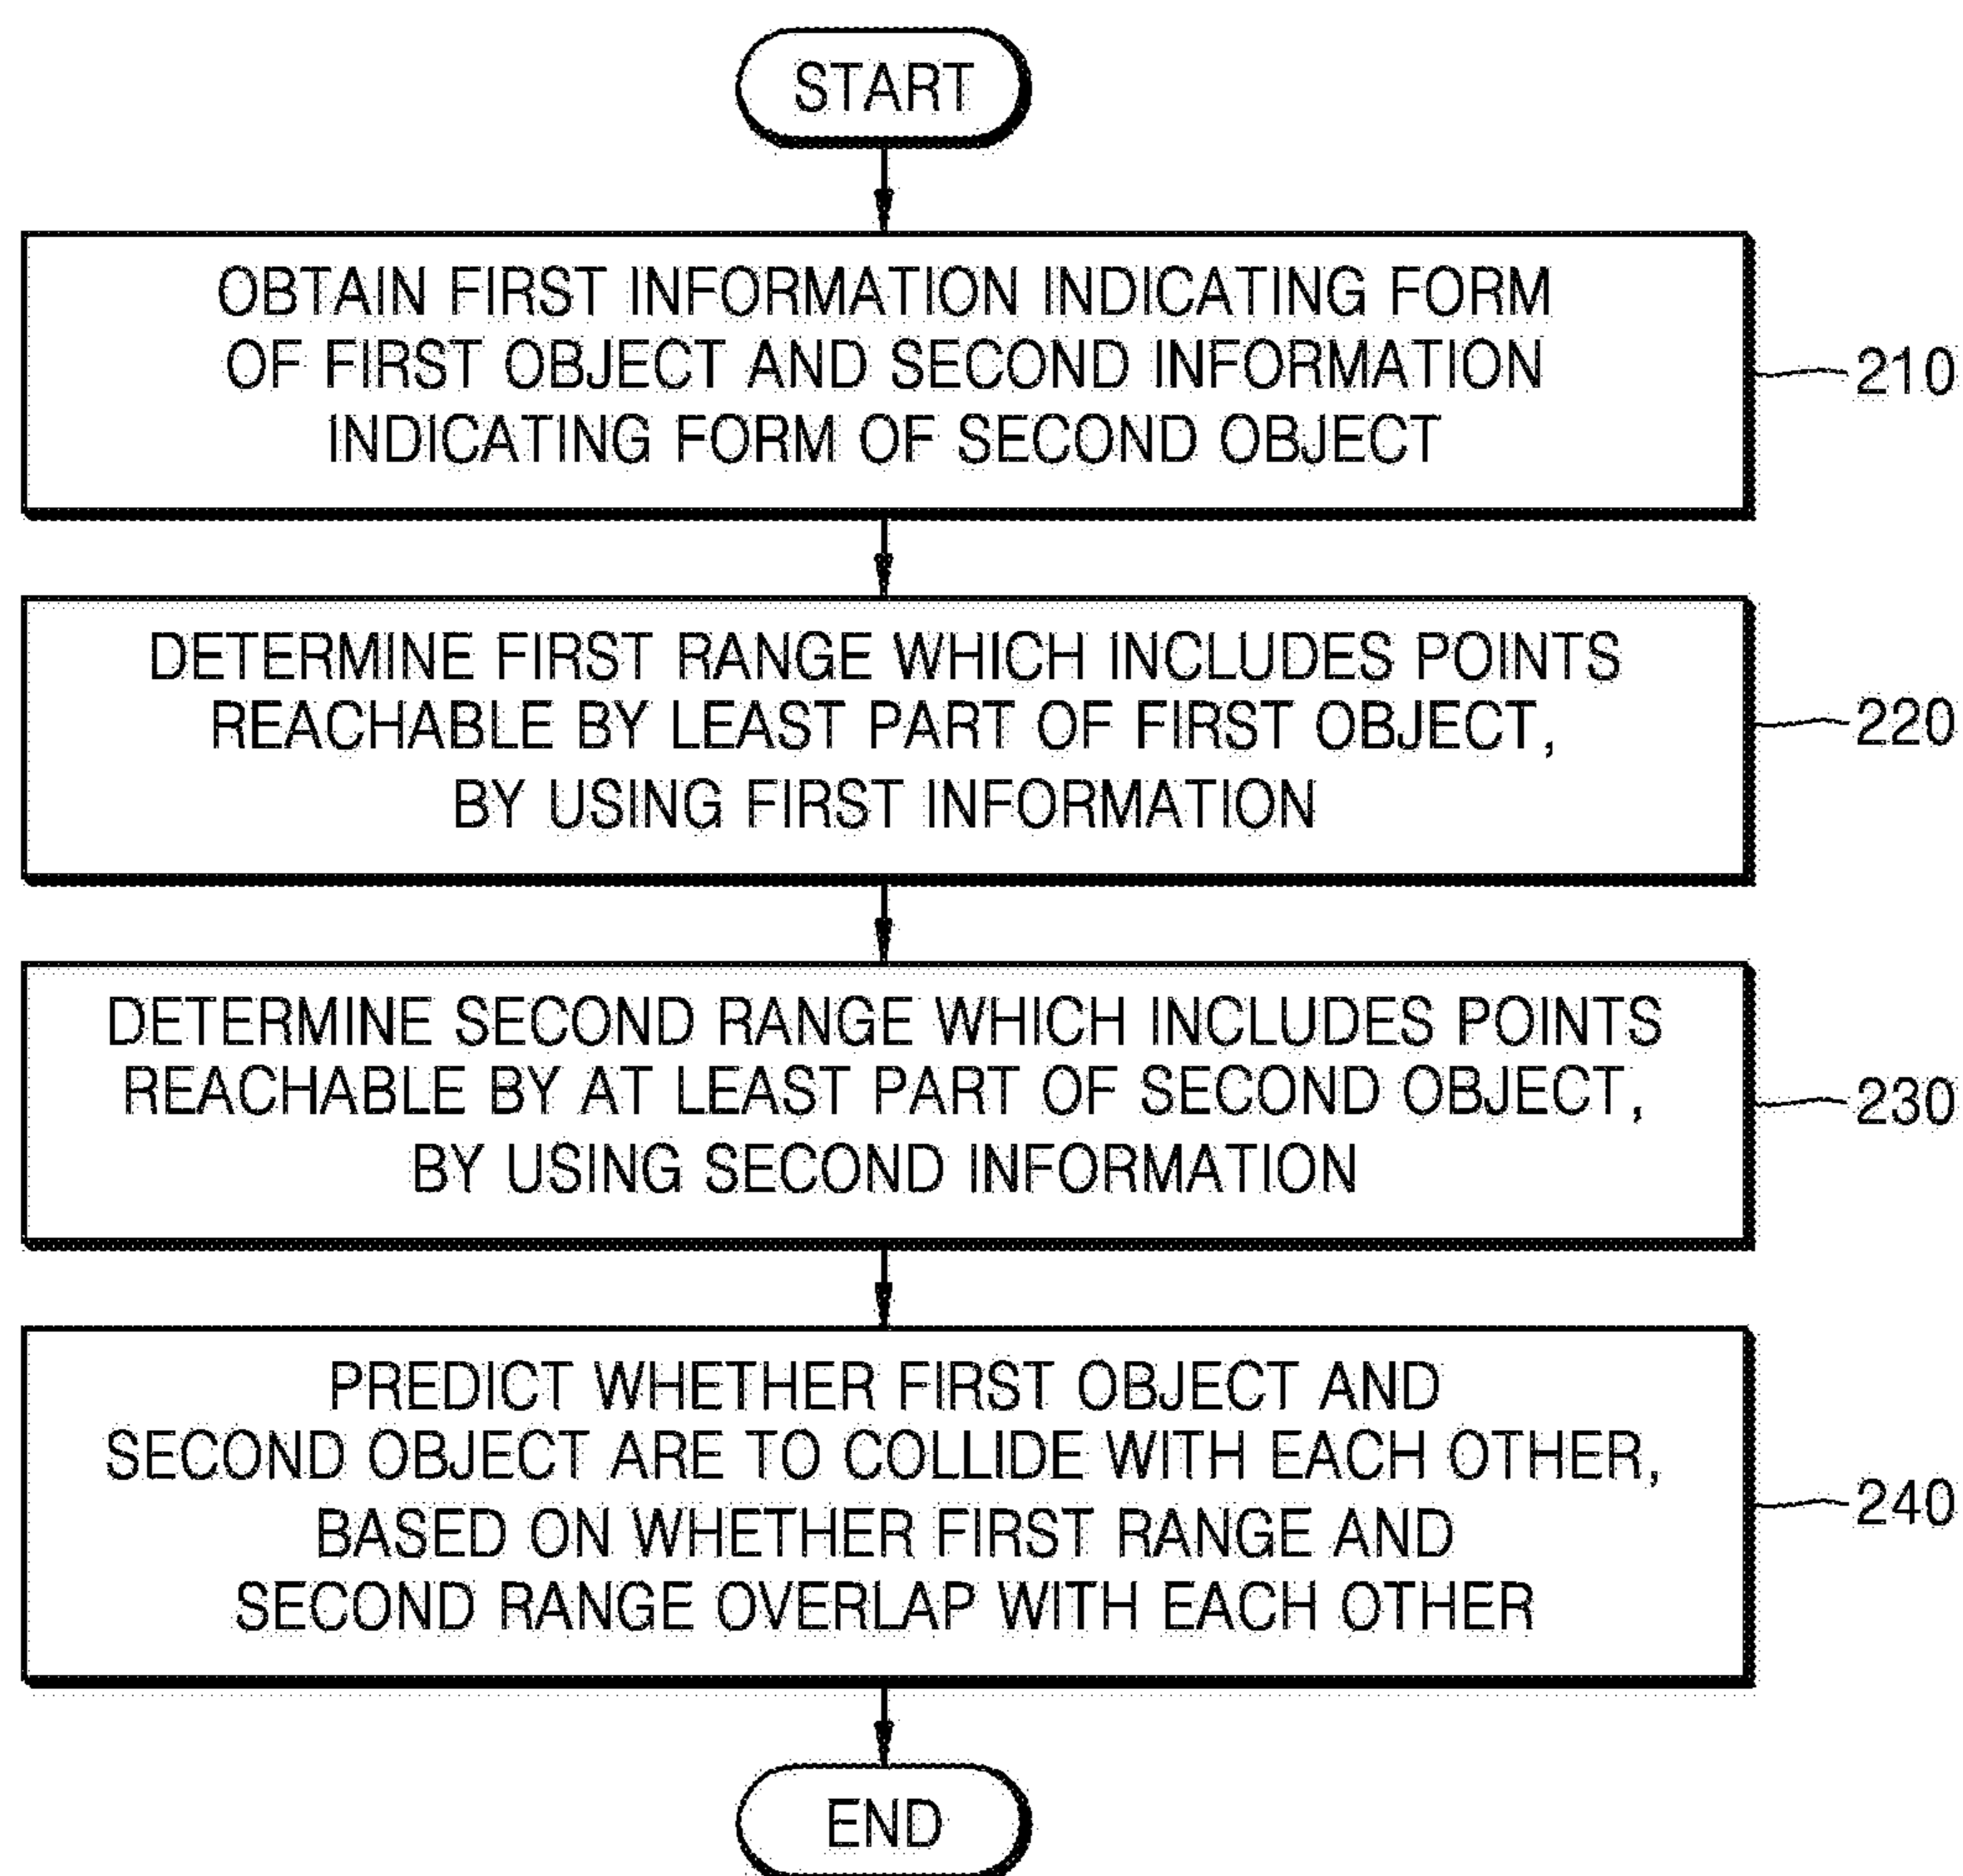 START
OBTAIN FIRST INFORMATION INDICATING FORM
OF FIRST OBJECT AND SECOND INFORMATION
INDICATING FORM OF SECOND OBJECT
210
DETERMINE FIRST RANGE WHICH INCLUDES POINTS
REACHABLE BY LEAST PART OF FIRST OBJECT,
BY USING FIRST INFORMATION
220
DETERMINE SECOND RANGE WHICH INCLUDES POINTS
REACHABLE BY AT LEAST PART OF SECOND OBJECT,
BY USING SECOND INFORMATION
230
PREDICT WHETHER FIRST OBJECT AND
SECOND OBJECT ARE TO COLLIDE WITH EACH OTHER,
BASED ON WHETHER FIRST RANGE AND
SECOND RANGE OVERLAP WITH EACH OTHER
240
END